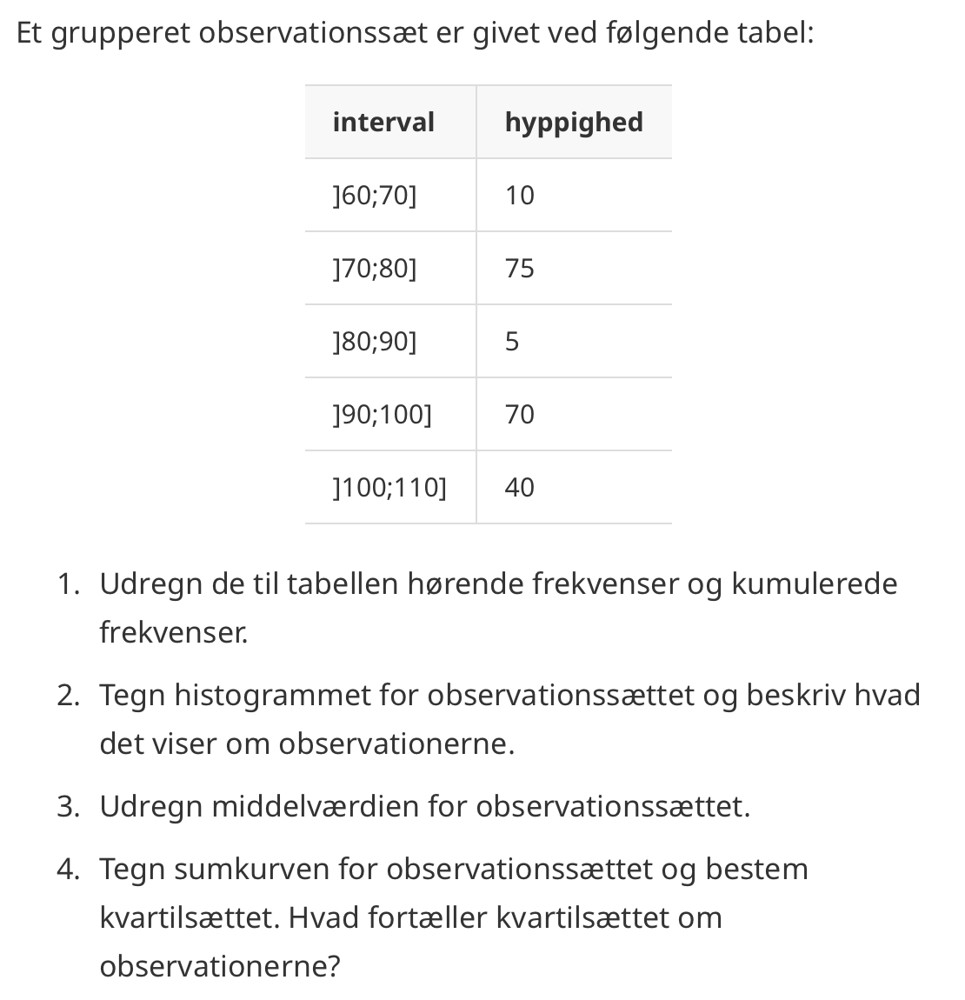 Et grupperet observationssæt er givet ved følgende tabel:
interval hyppighed
]60;70] 10
]70;80] 75
]80;90] 5
]90;100] 70
]100;110] 40
1. Udregn de til tabellen hørende frekvenser og kumulerede
frekvenser.
2. Tegn histogrammet for observationssættet og beskriv hvad
det viser om observationerne.
3. Udregn middelværdien for observationssættet.
4. Tegn sumkurven for observationssættet og bestem
kvartilsættet. Hvad fortæller kvartilsættet om
observationerne?